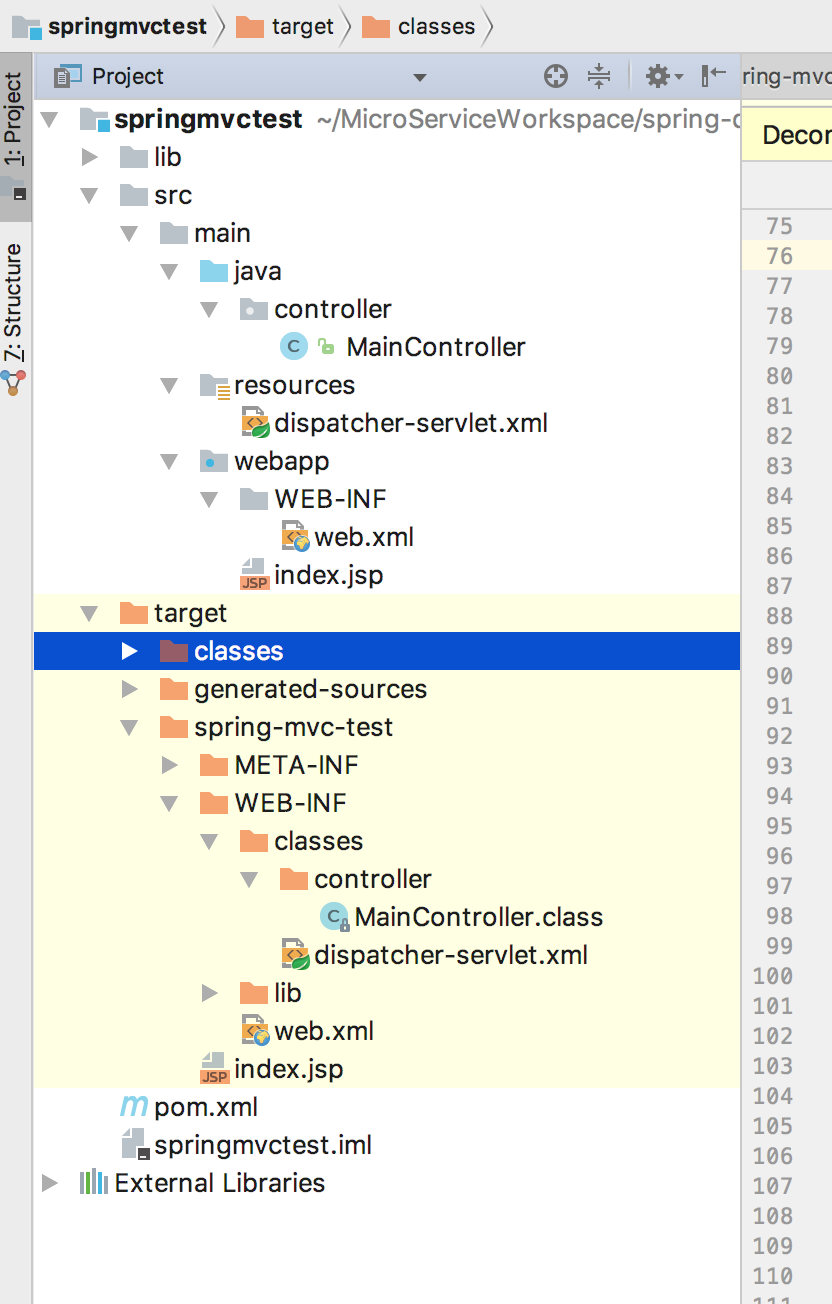 springmvctest target classes
1: Project
7: Structure
Project
springmvctest ~/MicroServiceWorkspace/spring-
lib
src
main
java
controller
C MainController
resources
dispatcher-servlet.xml
webapp
WEB-INF
web.xml
JSP index.jsp
target
classes
generated-sources
spring-mvc-test
META-INF
WEB-INF
classes
controller
C MainController.class
dispatcher-servlet.xml
lib
web.xml
JSP index.jsp
m pom.xml
springmvctest.iml
External Libraries
ring-mvc
Decor
75
76
77
78
79
80
81
82
83
84
85
86
87
88
89
90
91
92
93
94
95
96
97
98
99
100
101
102
103
104
105
106
107
108
109
110